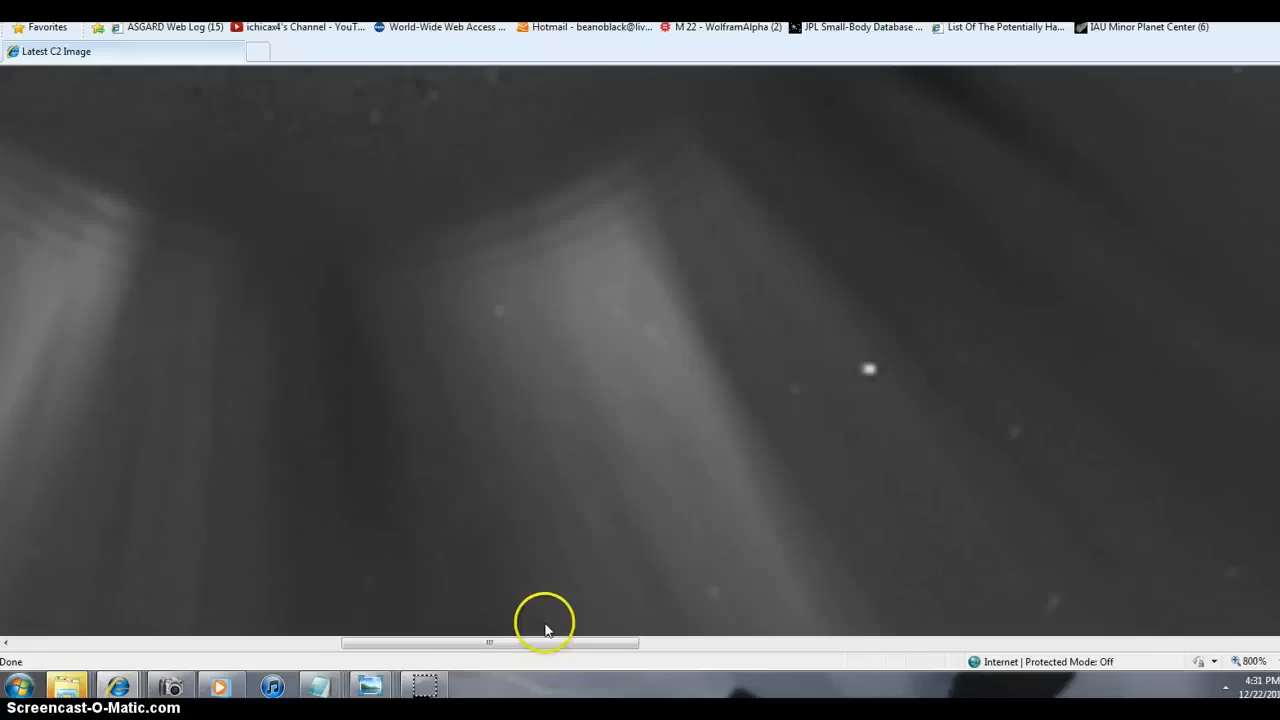 Favorites ASGARD Web Log (15) ichicax4's Channel - YouT... World-Wide Web Access ... Hotmail - beanoblack@liv... M 22 - WolframAlpha (2) JPL Small-Body Database ... List Of The Potentially Ha... IAU Minor Planet Center (6)
Latest C2 Image
Done Internet | Protected Mode: Off 800%
4:31 PM
12/22/20
Screencast-O-Matic.com